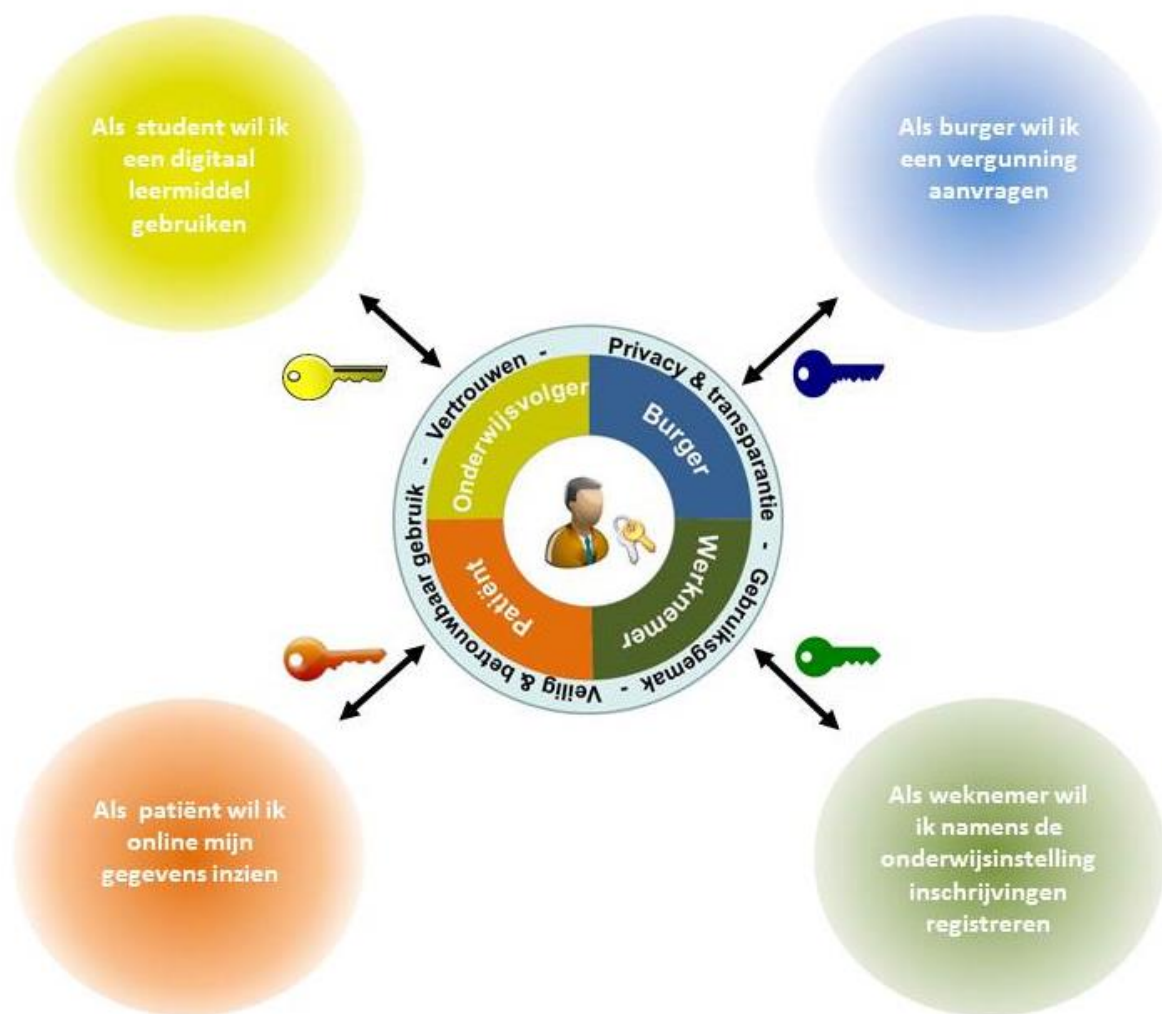 Als student wil ik
een digitaal
leermiddel
gebruiken
Als burger wil ik
een vergunning
aanvragen
Vertrouwen -
Privacy & transparantie -
Gebruiksgemak -
Veilig & betrouwbaar gebruik -
Onderwijsvolger
Burger
Patiënt
Werknemer
Als patiënt wil ik
online mijn
gegevens inzien
Als weknemer wil
ik namens de
onderwijsinstelling
inschrijvingen
registreren